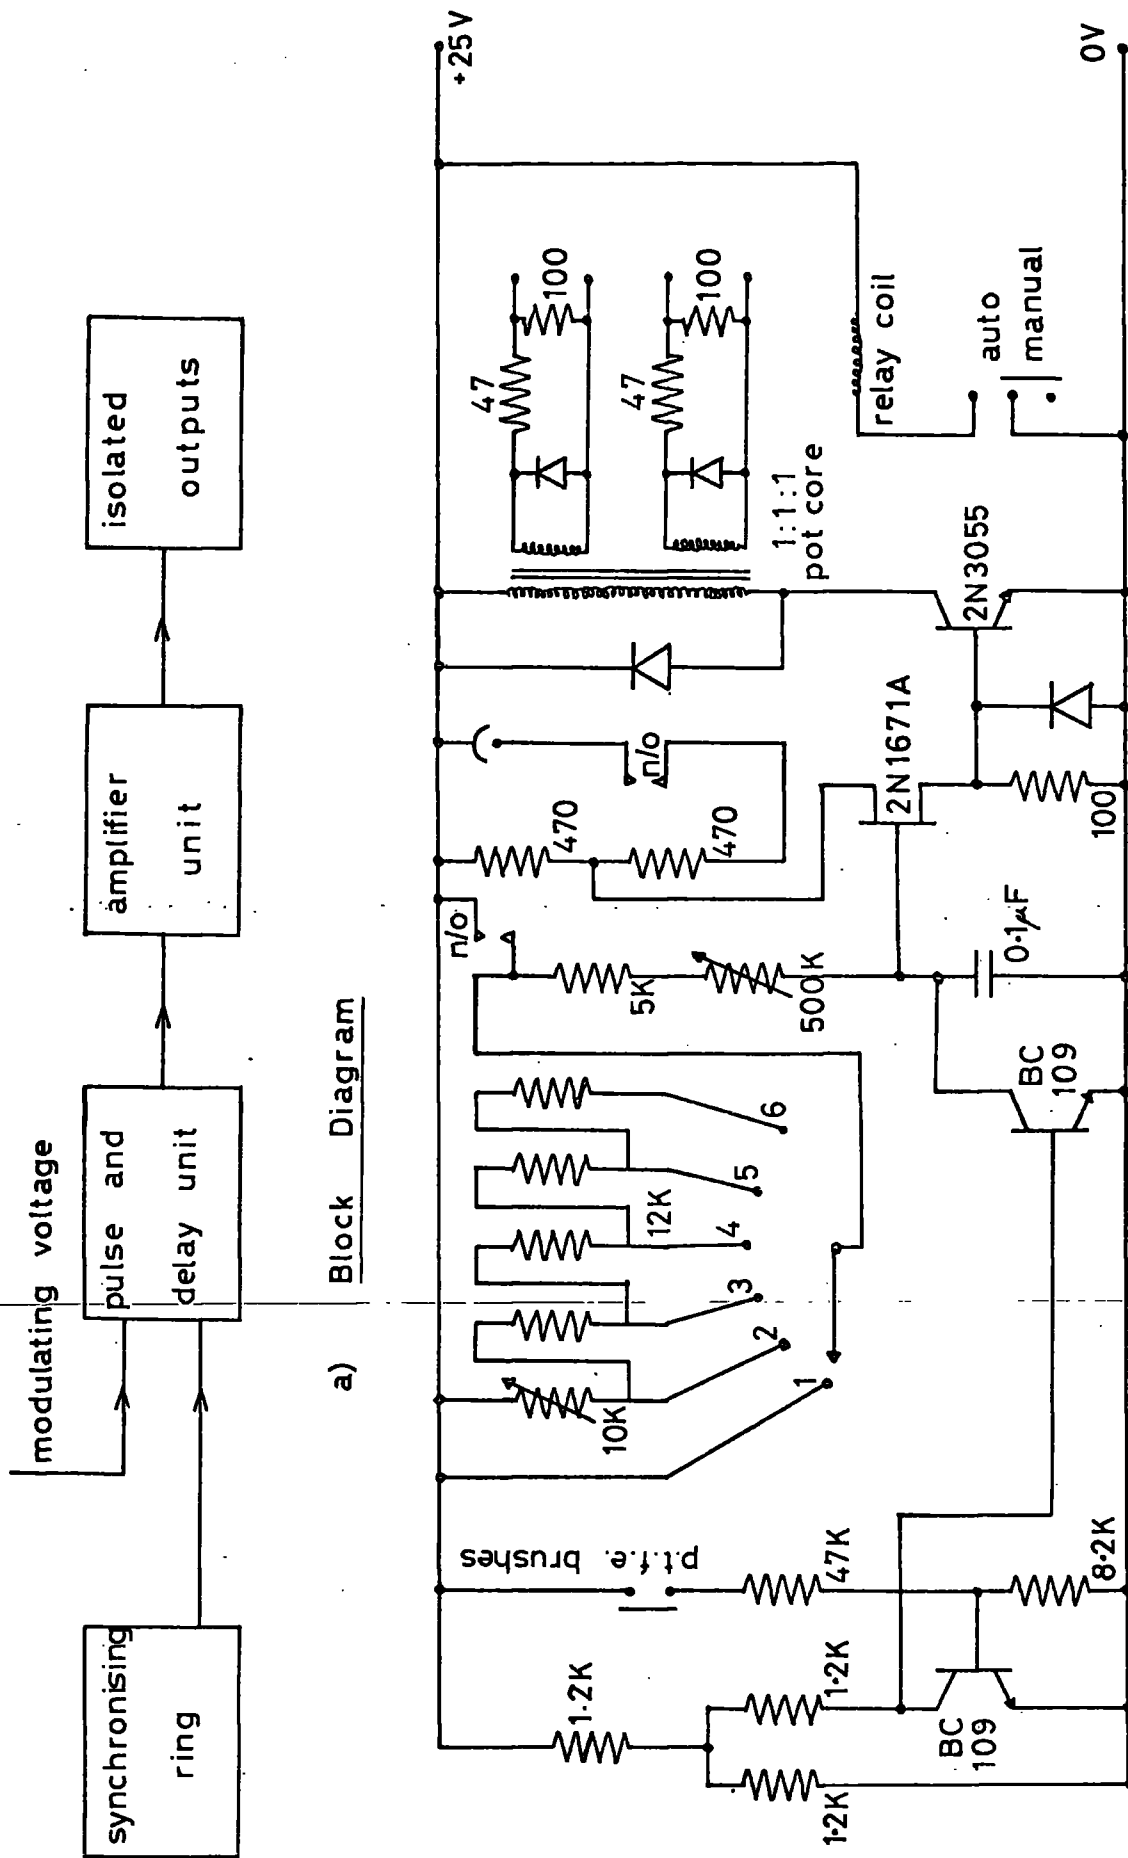 modulating voltage
synchronising
ring
pulse and
delay unit
amplifier
unit
isolated
outputs
a) Block Diagram
+25V
0V
1.2K
1.2K
1.2K
BC
109
p.t.f.e. brushes
47K
8.2K
10K
12K
1
2
3
4
5
6
n/o
5K
500K
BC
109
0.1µF
470
470
n/o
2N1671A
100
2N3055
1:1:1
pot core
47
100
47
100
relay coil
auto
manual